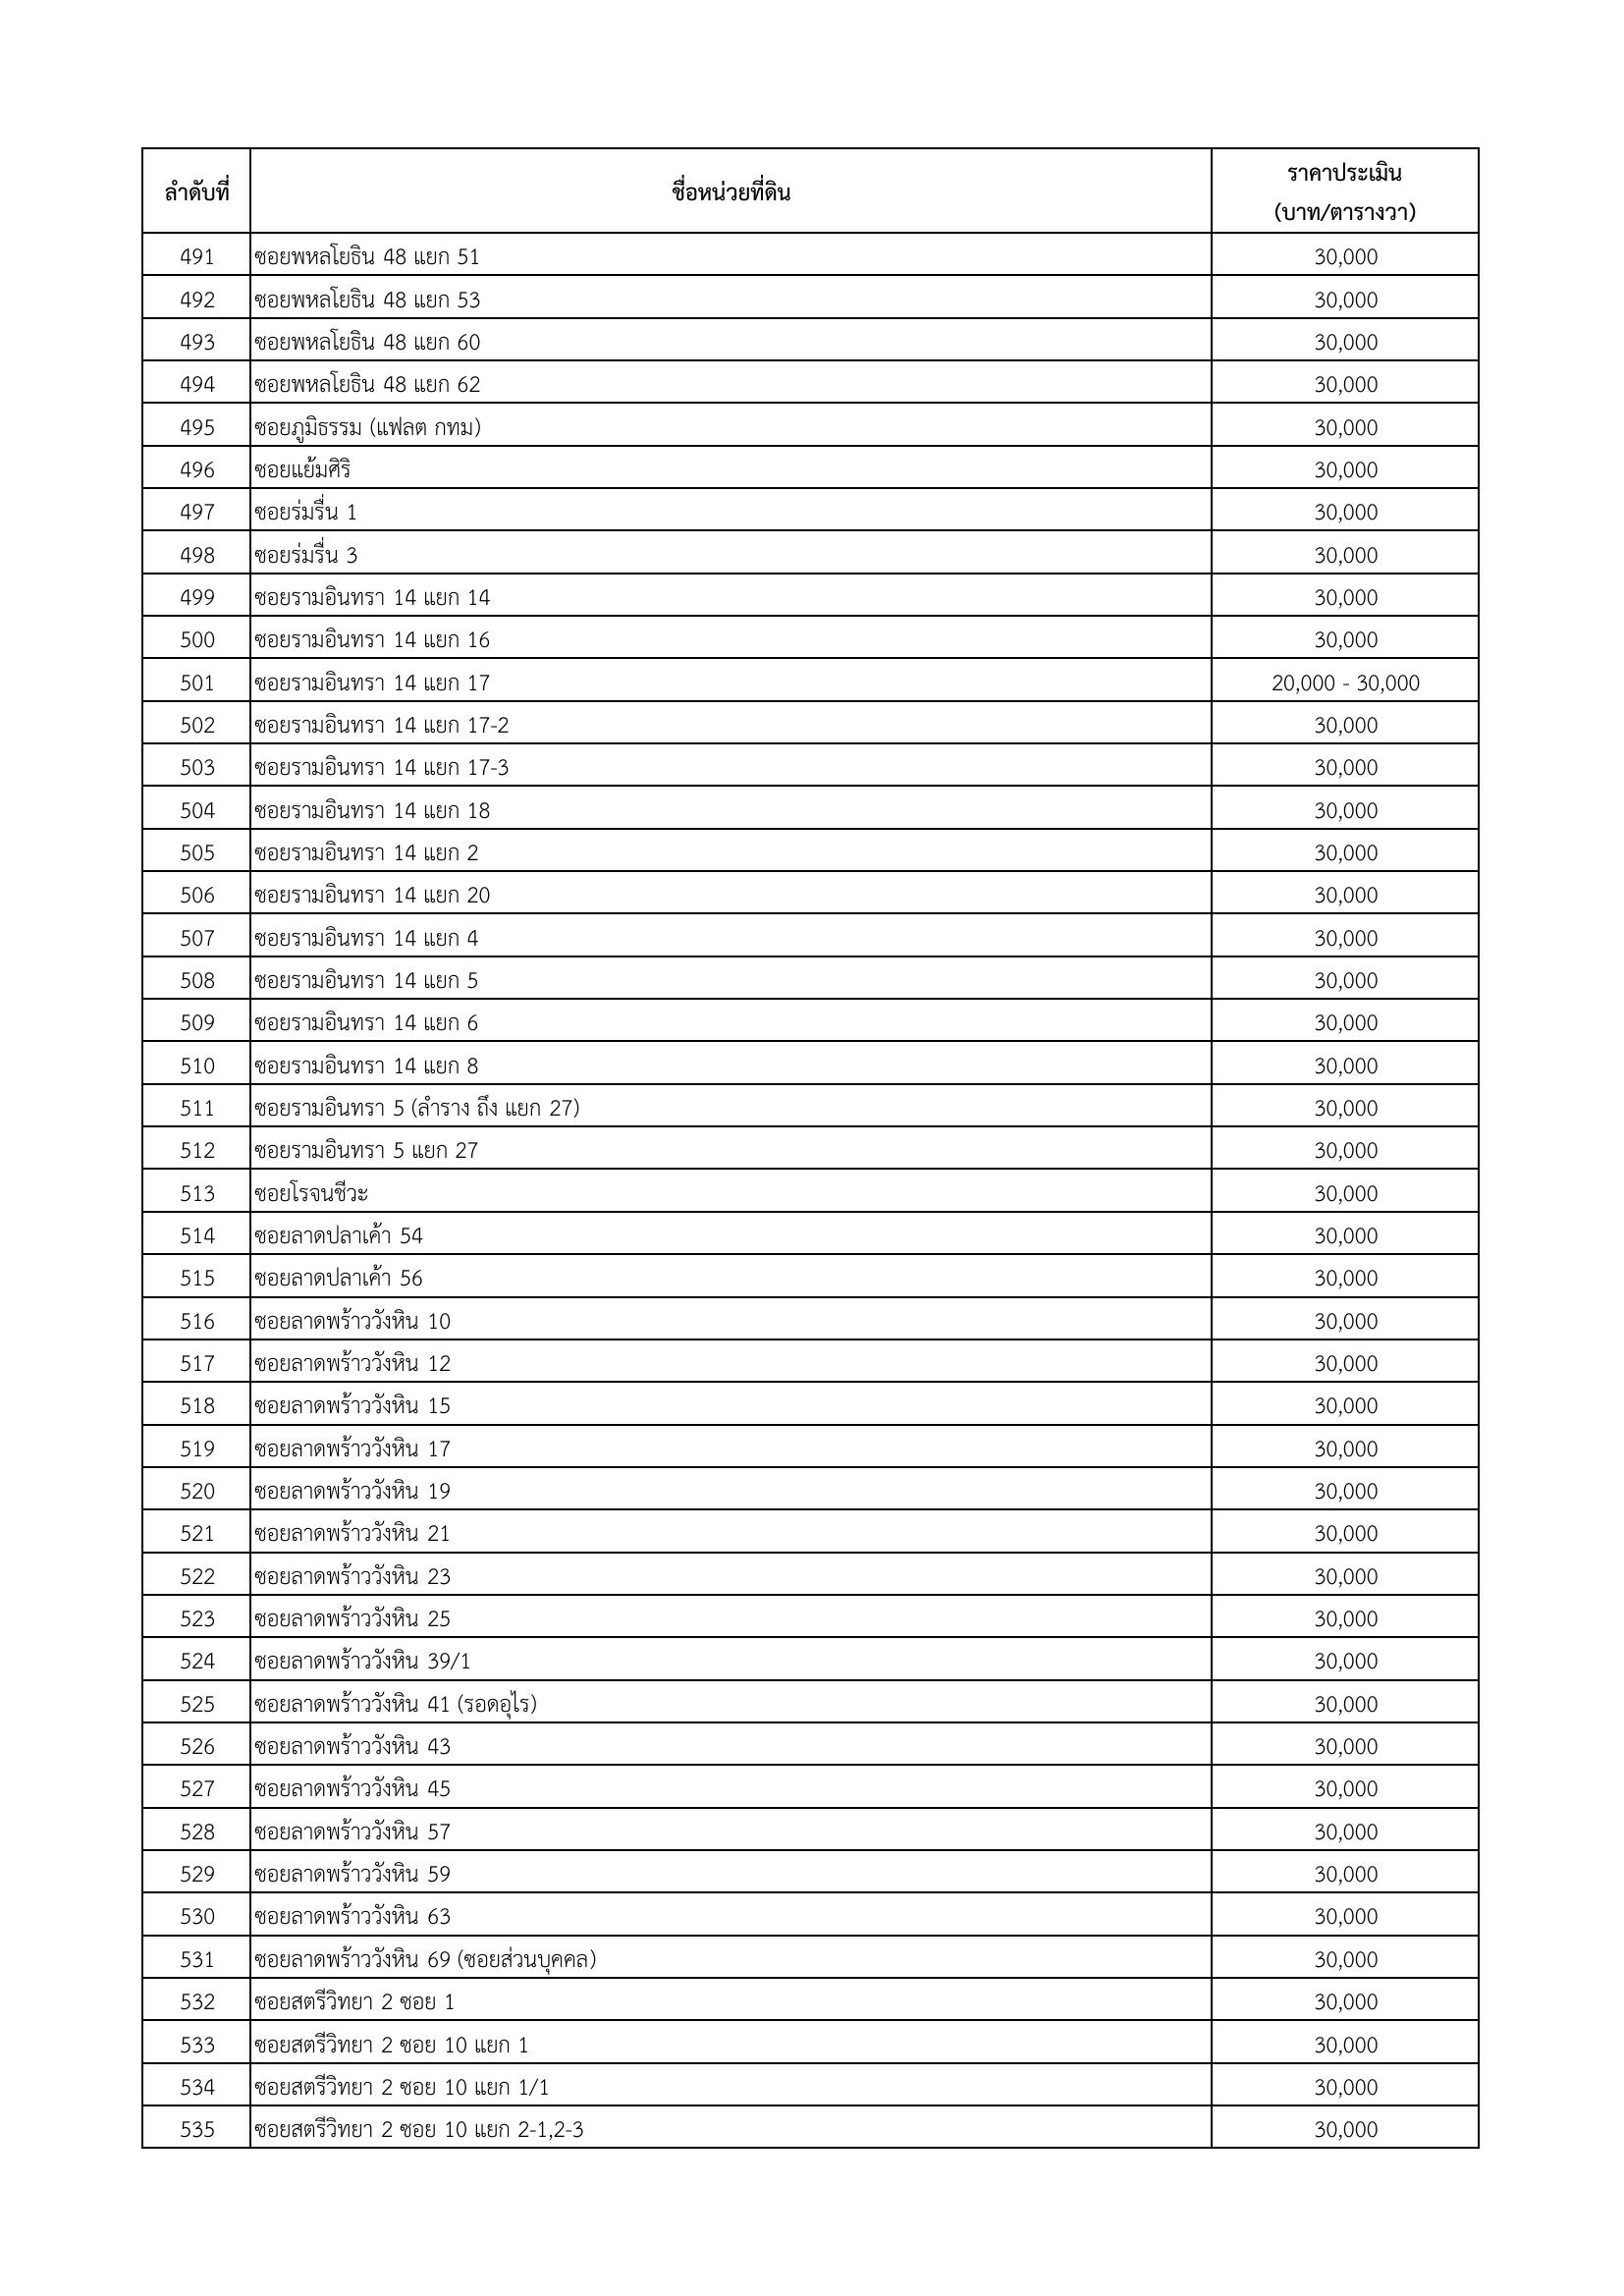 ลำดับที่ ชื่อหน่วยที่ดิน ราคาประเมิน
(บาท/ตารางวา)
491 ซอยพหลโยธิน 48 แยก 51 30,000
492 ซอยพหลโยธิน 48 แยก 53 30,000
493 ซอยพหลโยธิน 48 แยก 60 30,000
494 ซอยพหลโยธิน 48 แยก 62 30,000
495 ซอยภูมิธรรม (แฟลต กทม) 30,000
496 ซอยแย้มศิริ 30,000
497 ซอยร่มรื่น 1 30,000
498 ซอยร่มรื่น 3 30,000
499 ซอยรามอินทรา 14 แยก 14 30,000
500 ซอยรามอินทรา 14 แยก 16 30,000
501 ซอยรามอินทรา 14 แยก 17 20,000 - 30,000
502 ซอยรามอินทรา 14 แยก 17-2 30,000
503 ซอยรามอินทรา 14 แยก 17-3 30,000
504 ซอยรามอินทรา 14 แยก 18 30,000
505 ซอยรามอินทรา 14 แยก 2 30,000
506 ซอยรามอินทรา 14 แยก 20 30,000
507 ซอยรามอินทรา 14 แยก 4 30,000
508 ซอยรามอินทรา 14 แยก 5 30,000
509 ซอยรามอินทรา 14 แยก 6 30,000
510 ซอยรามอินทรา 14 แยก 8 30,000
511 ซอยรามอินทรา 5 (ลำราง ถึง แยก 27) 30,000
512 ซอยรามอินทรา 5 แยก 27 30,000
513 ซอยโรจนชีวะ 30,000
514 ซอยลาดปลาเค้า 54 30,000
515 ซอยลาดปลาเค้า 56 30,000
516 ซอยลาดพร้าววังหิน 10 30,000
517 ซอยลาดพร้าววังหิน 12 30,000
518 ซอยลาดพร้าววังหิน 15 30,000
519 ซอยลาดพร้าววังหิน 17 30,000
520 ซอยลาดพร้าววังหิน 19 30,000
521 ซอยลาดพร้าววังหิน 21 30,000
522 ซอยลาดพร้าววังหิน 23 30,000
523 ซอยลาดพร้าววังหิน 25 30,000
524 ซอยลาดพร้าววังหิน 39/1 30,000
525 ซอยลาดพร้าววังหิน 41 (รอดอุไร) 30,000
526 ซอยลาดพร้าววังหิน 43 30,000
527 ซอยลาดพร้าววังหิน 45 30,000
528 ซอยลาดพร้าววังหิน 57 30,000
529 ซอยลาดพร้าววังหิน 59 30,000
530 ซอยลาดพร้าววังหิน 63 30,000
531 ซอยลาดพร้าววังหิน 69 (ซอยส่วนบุคคล) 30,000
532 ซอยสตรีวิทยา 2 ซอย 1 30,000
533 ซอยสตรีวิทยา 2 ซอย 10 แยก 1 30,000
534 ซอยสตรีวิทยา 2 ซอย 10 แยก 1/1 30,000
535 ซอยสตรีวิทยา 2 ซอย 10 แยก 2-1,2-3 30,000